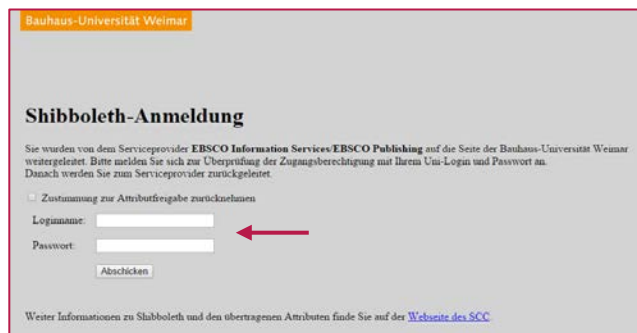 Bauhaus-Universität Weimar
Shibboleth-Anmeldung
Sie wurden von dem Serviceprovider EBSCO Information Services/EBSCO Publishing auf die Seite der Bauhaus-Universität Weimar
weitergeleitet. Bitte melden Sie sich zur Überprüfung der Zugangsberechtigung mit Ihrem Uni-Login und Passwort an.
Danach werden Sie zum Serviceprovider zurückgeleitet.
Zustimmung zur Attributfreigabe zurücknehmen
Loginname:
Passwort:
Abschicken
Weiter Informationen zu Shibboleth und den übertragenen Attributen finde Sie auf der Webseite des SCC